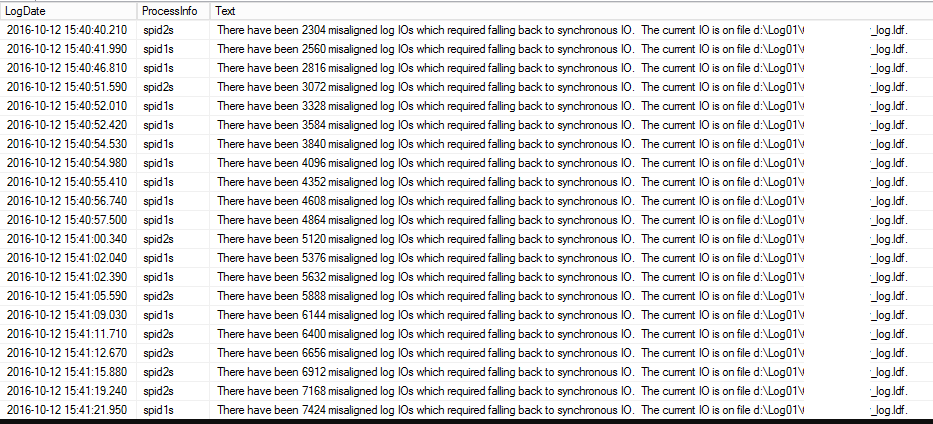 LogDate ProcessInfo Text
2016-10-12 15:40:40.210 spid2s There have been 2304 misaligned log IOs which required falling back to synchronous IO. The current IO is on file d:\Log01\ _log.ldf.
2016-10-12 15:40:41.990 spid1s There have been 2560 misaligned log IOs which required falling back to synchronous IO. The current IO is on file d:\Log01\ _log.ldf.
2016-10-12 15:40:46.810 spid1s There have been 2816 misaligned log IOs which required falling back to synchronous IO. The current IO is on file d:\Log01\ _log.ldf.
2016-10-12 15:40:51.590 spid2s There have been 3072 misaligned log IOs which required falling back to synchronous IO. The current IO is on file d:\Log01\ _log.ldf.
2016-10-12 15:40:52.010 spid1s There have been 3328 misaligned log IOs which required falling back to synchronous IO. The current IO is on file d:\Log01\ _log.ldf.
2016-10-12 15:40:52.420 spid1s There have been 3584 misaligned log IOs which required falling back to synchronous IO. The current IO is on file d:\Log01\ _log.ldf.
2016-10-12 15:40:54.530 spid1s There have been 3840 misaligned log IOs which required falling back to synchronous IO. The current IO is on file d:\Log01\ _log.ldf.
2016-10-12 15:40:54.980 spid1s There have been 4096 misaligned log IOs which required falling back to synchronous IO. The current IO is on file d:\Log01\ _log.ldf.
2016-10-12 15:40:55.410 spid1s There have been 4352 misaligned log IOs which required falling back to synchronous IO. The current IO is on file d:\Log01\ _log.ldf.
2016-10-12 15:40:56.740 spid1s There have been 4608 misaligned log IOs which required falling back to synchronous IO. The current IO is on file d:\Log01\ _log.ldf.
2016-10-12 15:40:57.500 spid1s There have been 4864 misaligned log IOs which required falling back to synchronous IO. The current IO is on file d:\Log01\ _log.ldf.
2016-10-12 15:41:00.340 spid2s There have been 5120 misaligned log IOs which required falling back to synchronous IO. The current IO is on file d:\Log01\ _log.ldf.
2016-10-12 15:41:02.040 spid1s There have been 5376 misaligned log IOs which required falling back to synchronous IO. The current IO is on file d:\Log01\ _log.ldf.
2016-10-12 15:41:02.390 spid1s There have been 5632 misaligned log IOs which required falling back to synchronous IO. The current IO is on file d:\Log01\ _log.ldf.
2016-10-12 15:41:05.590 spid2s There have been 5888 misaligned log IOs which required falling back to synchronous IO. The current IO is on file d:\Log01\ _log.ldf.
2016-10-12 15:41:09.030 spid1s There have been 6144 misaligned log IOs which required falling back to synchronous IO. The current IO is on file d:\Log01\ _log.ldf.
2016-10-12 15:41:11.710 spid2s There have been 6400 misaligned log IOs which required falling back to synchronous IO. The current IO is on file d:\Log01\ _log.ldf.
2016-10-12 15:41:12.670 spid2s There have been 6656 misaligned log IOs which required falling back to synchronous IO. The current IO is on file d:\Log01\ _log.ldf.
2016-10-12 15:41:15.880 spid2s There have been 6912 misaligned log IOs which required falling back to synchronous IO. The current IO is on file d:\Log01\ _log.ldf.
2016-10-12 15:41:19.240 spid2s There have been 7168 misaligned log IOs which required falling back to synchronous IO. The current IO is on file d:\Log01\ _log.ldf.
2016-10-12 15:41:21.950 spid1s There have been 7424 misaligned log IOs which required falling back to synchronous IO. The current IO is on file d:\Log01\ _log.ldf.